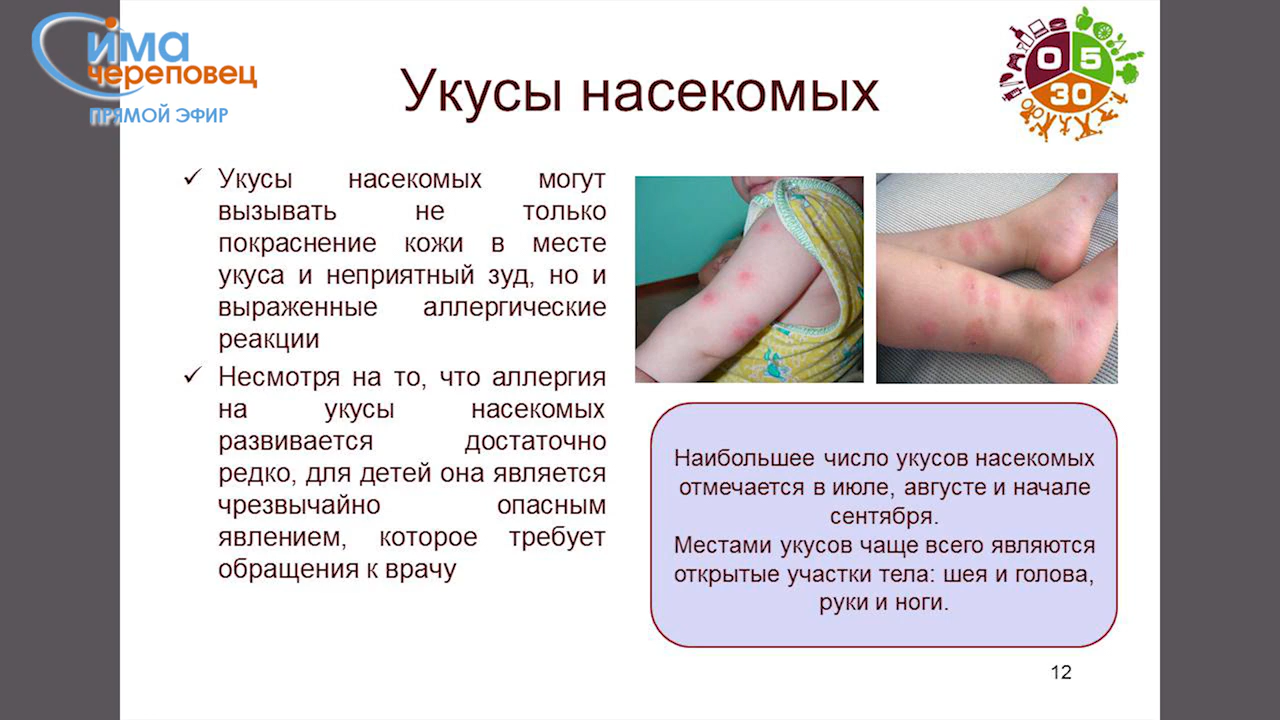 Сима
череповец
ПРЯМОЙ ЭФИР
Укусы насекомых
0 5
30
Укусы насекомых могут
вызывать не только
покраснение кожи в месте
укуса и неприятный зуд, но и
выраженные аллергические
реакции
Несмотря на то, что аллергия
на укусы насекомых
развивается достаточно
редко, для детей она является
чрезвычайно опасным
явлением, которое требует
обращения к врачу
Наибольшее число укусов насекомых
отмечается в июле, августе и начале
сентября.
Местами укусов чаще всего являются
открытые участки тела: шея и голова,
руки и ноги.
12